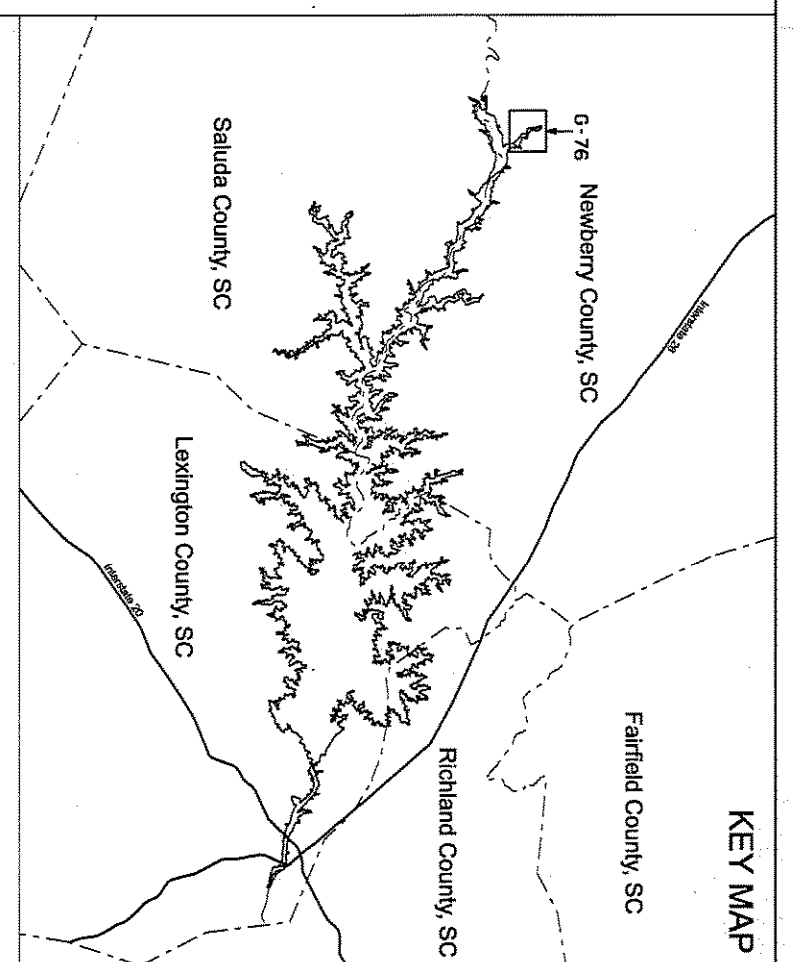 KEY MAP
Fairfield County, SC
Newberry County, SC
G-76
Interstate 26
Richland County, SC
Saluda County, SC
Lexington County, SC
Interstate 20